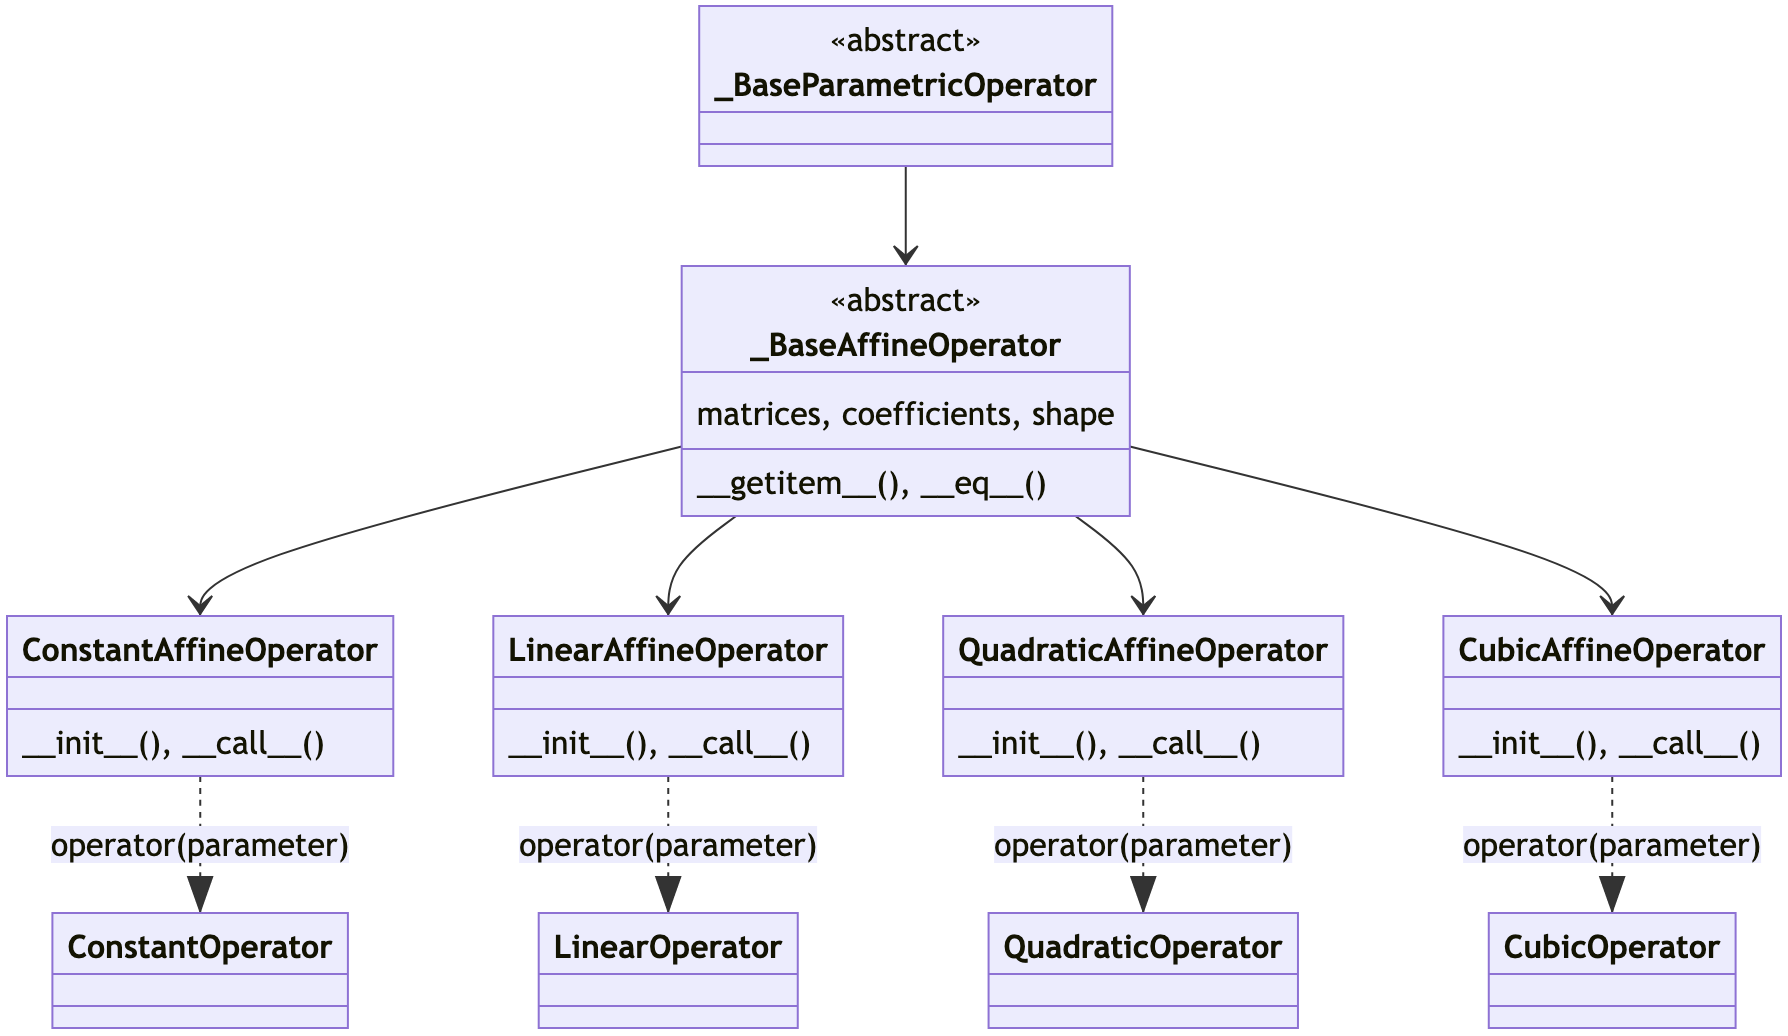 «abstract»
_BaseParametricOperator
«abstract»
_BaseAffineOperator
matrices, coefficients, shape
__getitem__(), __eq__()
ConstantAffineOperator
__init__(), __call__()
LinearAffineOperator
__init__(), __call__()
QuadraticAffineOperator
__init__(), __call__()
CubicAffineOperator
__init__(), __call__()
operator(parameter)
operator(parameter)
operator(parameter)
operator(parameter)
ConstantOperator
LinearOperator
QuadraticOperator
CubicOperator